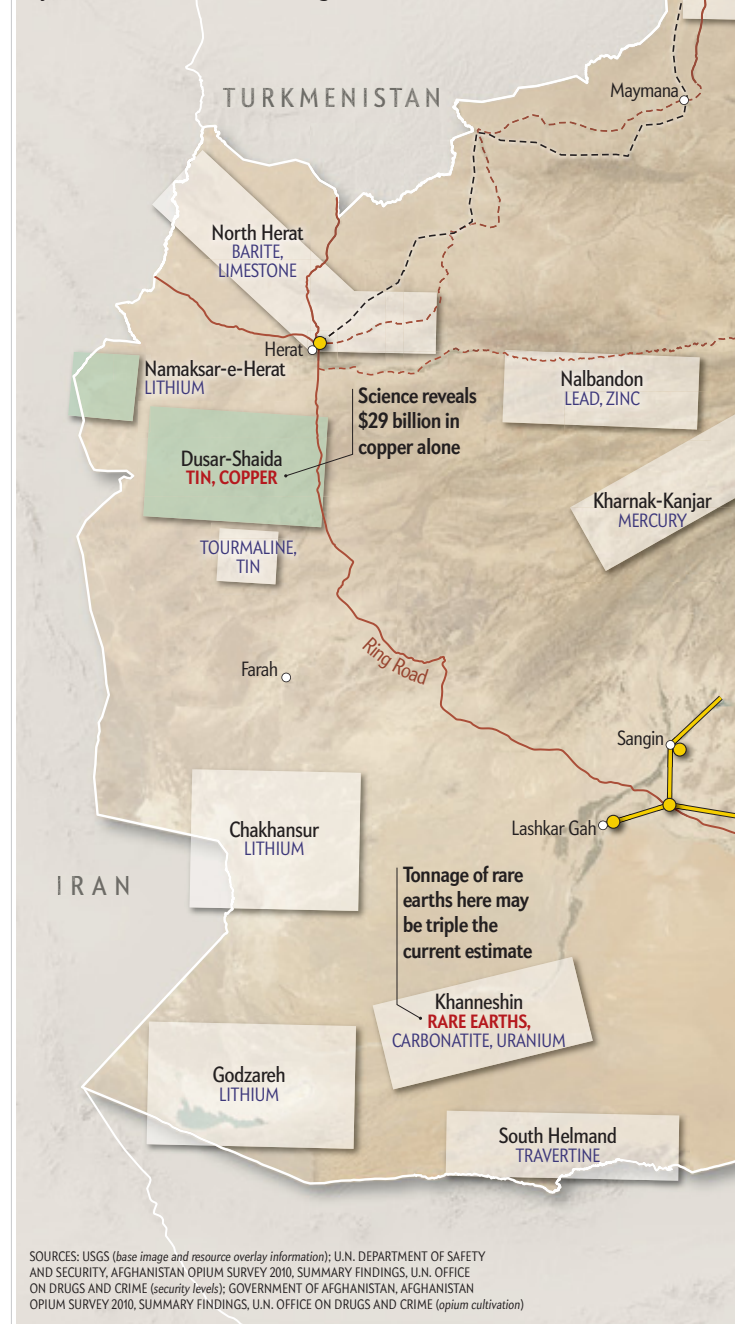 TURKMENISTAN
Maymana
North Herat
BARITE,
LIMESTONE
Herat
Namaksar-e-Herat
LITHIUM
Science reveals
$29 billion in
copper alone
Nalbandon
LEAD, ZINC
Dusar-Shaida
TIN, COPPER
Kharnak-Kanjar
MERCURY
TOURMALINE,
TIN
Ring Road
Farah
Sangin
Chakhansur
LITHIUM
Lashkar Gah
IRAN
Tonnage of rare
earths here may
be triple the
current estimate
Khanneshin
RARE EARTHS,
CARBONATITE, URANIUM
Godzareh
LITHIUM
South Helmand
TRAVERTINE
SOURCES: USGS (base image and resource overlay information); U.N. DEPARTMENT OF SAFETY
AND SECURITY, AFGHANISTAN OPIUM SURVEY 2010, SUMMARY FINDINGS, U.N. OFFICE
ON DRUGS AND CRIME (security levels); GOVERNMENT OF AFGHANISTAN, AFGHANISTAN
OPIUM SURVEY 2010, SUMMARY FINDINGS, U.N. OFFICE ON DRUGS AND CRIME (opium cultivation)